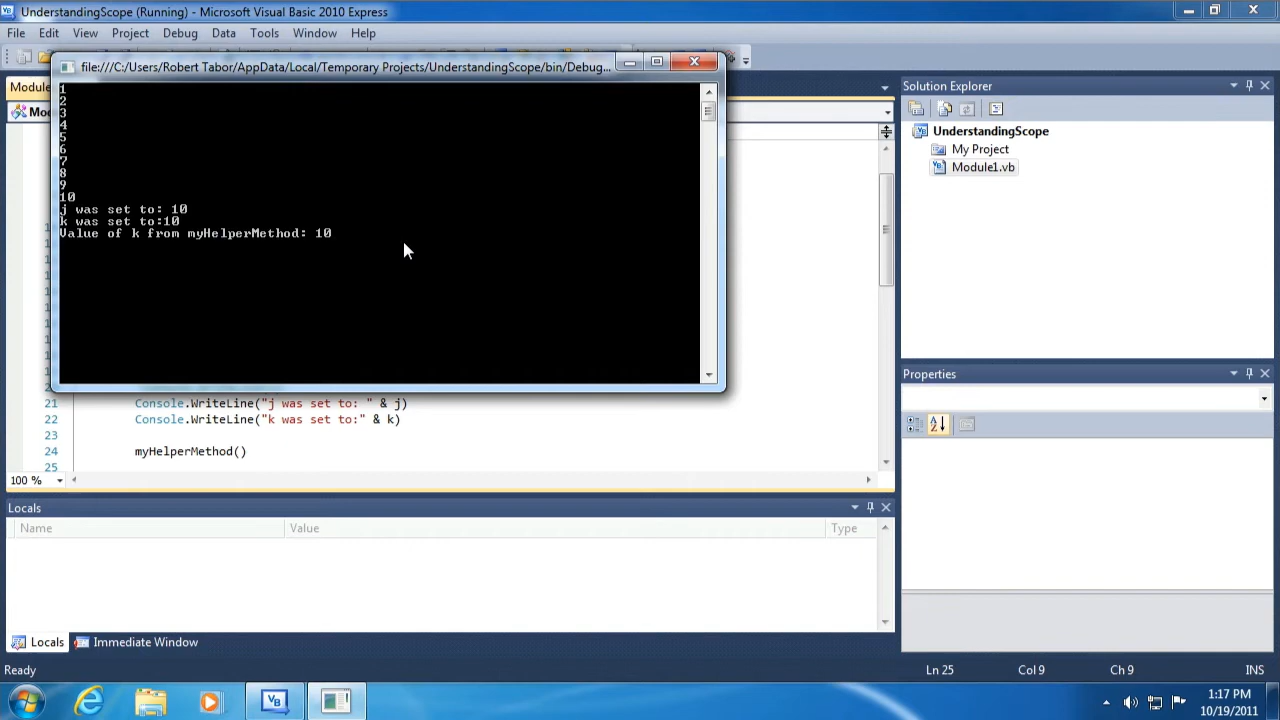 UnderstandingScope (Running) - Microsoft Visual Basic 2010 Express
File Edit View Project Debug Data Tools Window Help
file:///C:/Users/Robert Tabor/AppData/Local/Temporary Projects/UnderstandingScope/bin/Debug...
Module
Mod
1
2
3
4
5
6
7
8
9
10
j was set to: 10
k was set to:10
Value of k from myHelperMethod: 10
21 Console.WriteLine("j was set to: " & j)
22 Console.WriteLine("k was set to:" & k)
23
24 myHelperMethod()
25
100 %
Solution Explorer
UnderstandingScope
My Project
Module1.vb
Properties
Locals
Name Value Type
Locals Immediate Window
Ready Ln 25 Col 9 Ch 9 INS
1:17 PM
10/19/2011